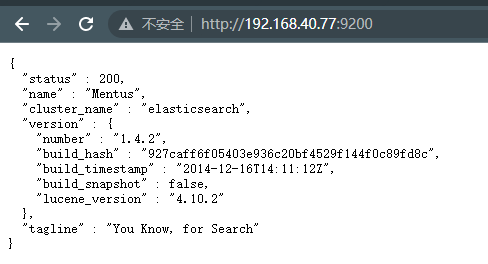 不安全 http://192.168.40.77:9200
{
  "status" : 200,
  "name" : "Mentus",
  "cluster_name" : "elasticsearch",
  "version" : {
    "number" : "1.4.2",
    "build_hash" : "927caff6f05403e936c20bf4529f144f0c89fd8c",
    "build_timestamp" : "2014-12-16T14:11:12Z",
    "build_snapshot" : false,
    "lucene_version" : "4.10.2"
  },
  "tagline" : "You Know, for Search"
}